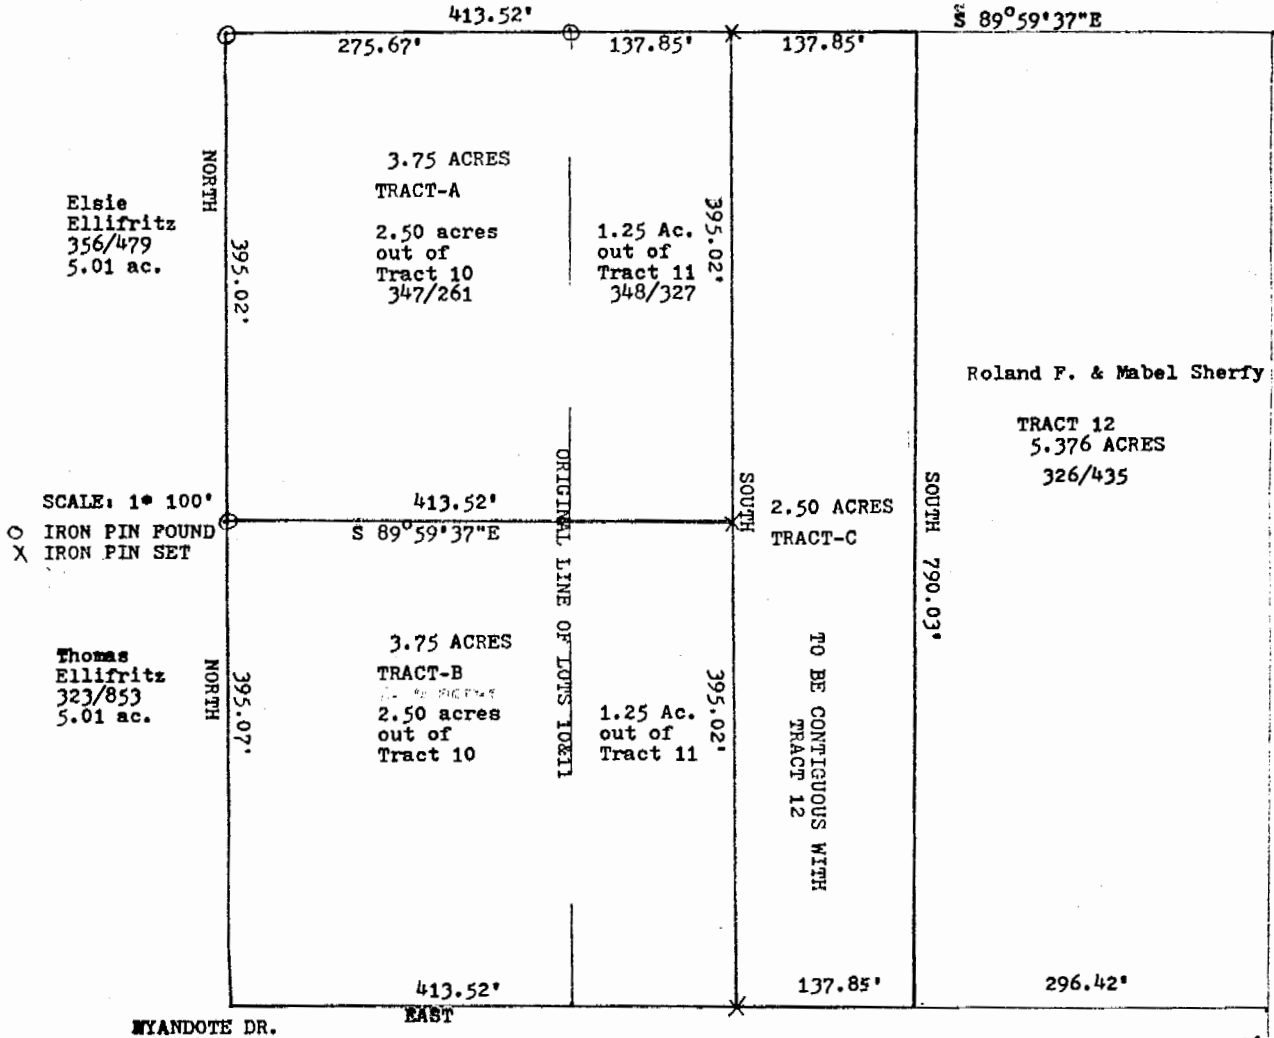 413.52'
S 89°59'37"E
275.67'
137.85'
137.85'
NORTH
395.02'
Elsie
Ellifritz
356/479
5.01 ac.
3.75 ACRES
TRACT-A
2.50 acres
out of
Tract 10
347/261
1.25 Ac.
out of
Tract 11
348/327
395.02'
Roland F. & Mabel Sherfy
TRACT 12
5.376 ACRES
326/435
SCALE: 1" 100'
O IRON PIN FOUND
X IRON PIN SET
413.52'
S 89°59'37"E
ORIGINAL LINE OF LOTS 10&11
SOUTH
2.50 ACRES
TRACT-C
SOUTH 790.03'
Thomas
Ellifritz
323/853
5.01 ac.
NORTH
395.07'
3.75 ACRES
TRACT-B
2.50 acres
out of
Tract 10
1.25 Ac.
out of
Tract 11
395.02'
TO BE CONTIGUOUS WITH
TRACT 12
413.52'
EAST
137.85'
296.42'
WYANDOTE DR.